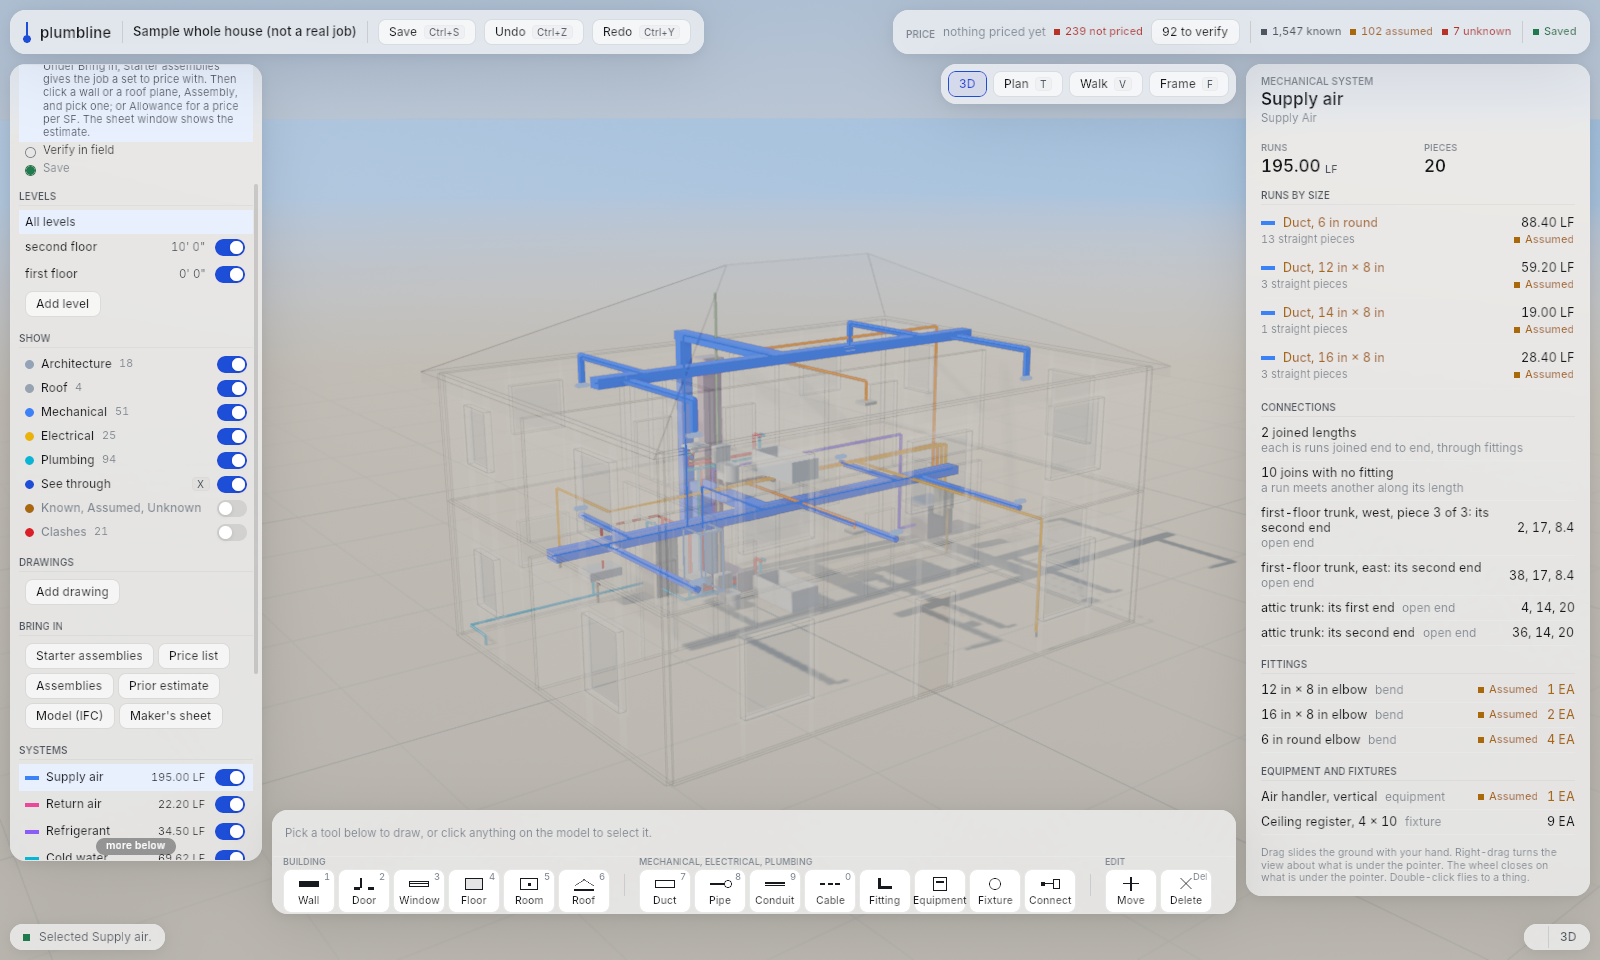 plumbline
Sample whole house (not a real job)
Save Ctrl+S
Undo Ctrl+Z
Redo Ctrl+Y
PRICE nothing priced yet
239 not priced
92 to verify
1,547 known
102 assumed
7 unknown
Saved
Under Bring in, Starter assemblies
gives the job a set to price with. Then
click a wall or a roof plane, Assembly,
and pick one; or Allowance for a price
per SF. The sheet window shows the
estimate.
Verify in field
Save
LEVELS
All levels
second floor 10' 0"
first floor 0' 0"
Add level
SHOW
Architecture 18
Roof 4
Mechanical 51
Electrical 25
Plumbing 94
See through X
Known, Assumed, Unknown
Clashes 21
DRAWINGS
Add drawing
BRING IN
Starter assemblies Price list
Assemblies Prior estimate
Model (IFC) Maker's sheet
SYSTEMS
Supply air 195.00 LF
Return air 22.20 LF
Refrigerant 34.50 LF
more below
Cold water 69.62 LF
3D
Plan T
Walk V
Frame F
MECHANICAL SYSTEM
Supply air
Supply Air
RUNS PIECES
195.00 LF 20
RUNS BY SIZE
Duct, 6 in round 88.40 LF
13 straight pieces Assumed
Duct, 12 in × 8 in 59.20 LF
3 straight pieces Assumed
Duct, 14 in × 8 in 19.00 LF
1 straight pieces Assumed
Duct, 16 in × 8 in 28.40 LF
3 straight pieces Assumed
CONNECTIONS
2 joined lengths
each is runs joined end to end, through fittings
10 joins with no fitting
a run meets another along its length
first-floor trunk, west, piece 3 of 3: its
second end 2, 17, 8.4
open end
first-floor trunk, east: its second end 38, 17, 8.4
open end
attic trunk: its first end open end 4, 14, 20
attic trunk: its second end open end 36, 14, 20
FITTINGS
12 in × 8 in elbow bend Assumed 1 EA
16 in × 8 in elbow bend Assumed 2 EA
6 in round elbow bend Assumed 4 EA
EQUIPMENT AND FIXTURES
Air handler, vertical equipment Assumed 1 EA
Ceiling register, 4 × 10 fixture 9 EA
Drag slides the ground with your hand. Right-drag turns the
view about what is under the pointer. The wheel closes on
what is under the pointer. Double-click flies to a thing.
Pick a tool below to draw, or click anything on the model to select it.
BUILDING
1 Wall
2 Door
3 Window
4 Floor
5 Room
6 Roof
MECHANICAL, ELECTRICAL, PLUMBING
7 Duct
8 Pipe
9 Conduit
0 Cable
Fitting
Equipment
Fixture
Connect
EDIT
Move
Del Delete
Selected Supply air.
3D